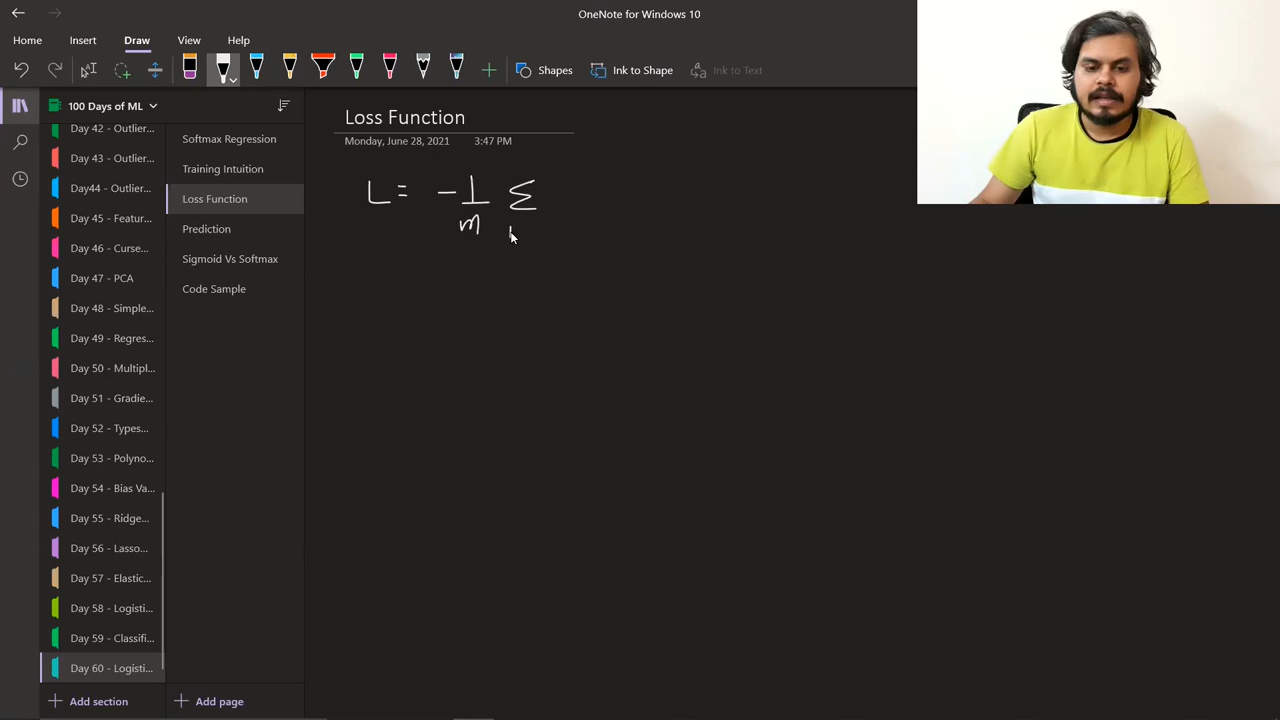 OneNote for Windows 10
Home Insert Draw View Help
Shapes Ink to Shape Ink to Text
100 Days of ML
Day 42 - Outlier...
Day 43 - Outlier...
Day44 - Outlier...
Day 45 - Featur...
Day 46 - Curse...
Day 47 - PCA
Day 48 - Simple...
Day 49 - Regres...
Day 50 - Multipl...
Day 51 - Gradie...
Day 52 - Types...
Day 53 - Polyno...
Day 54 - Bias Va...
Day 55 - Ridge...
Day 56 - Lasso...
Day 57 - Elastic...
Day 58 - Logisti...
Day 59 - Classifi...
Day 60 - Logisti...
Add section
Softmax Regression
Training Intuition
Loss Function
Prediction
Sigmoid Vs Softmax
Code Sample
Add page
Loss Function
Monday, June 28, 2021 3:47 PM
L = - 1 Σ
m